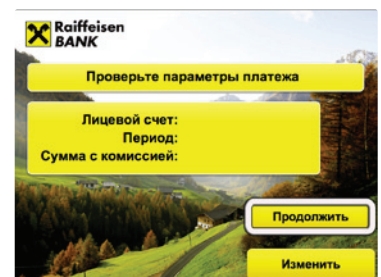 Raiffeisen
BANK
Проверьте параметры платежа
Лицевой счет:
Период:
Сумма с комиссией:
Продолжить
Изменить